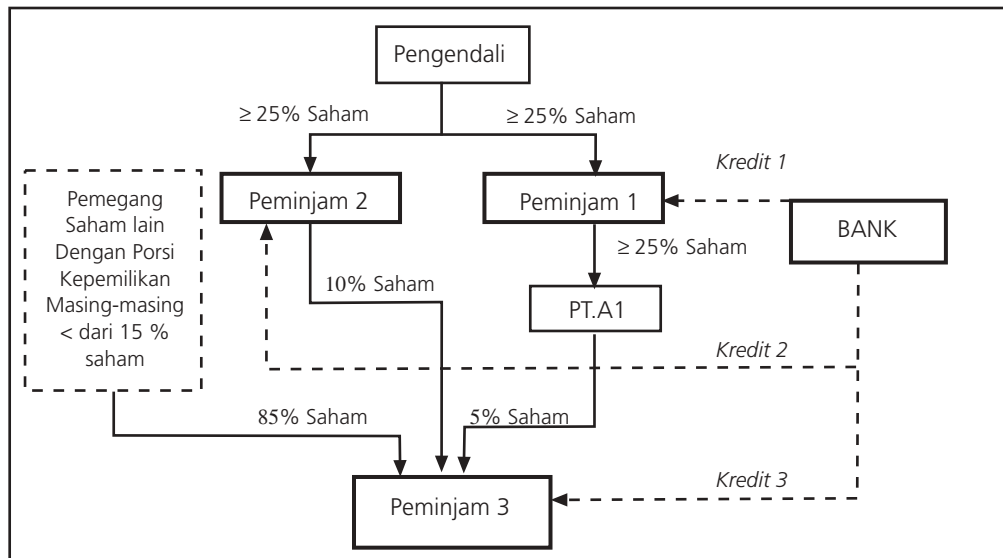 Pengendali
≥ 25% Saham
≥ 25% Saham
Kredit 1
Pemegang
Saham lain
Dengan Porsi
Kepemilikan
Masing-masing
< dari 15 %
saham
Peminjam 2
Peminjam 1
BANK
≥ 25% Saham
10% Saham
PT.A1
Kredit 2
85% Saham
5% Saham
Kredit 3
Peminjam 3